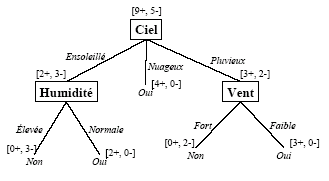 [9+, 5-]
Ciel
Ensoleillé
Nuageux
Pluvieux
[2+, 3-]
[4+, 0-]
[3+, 2-]
Humidité
Oui
Vent
Élevée
Normale
Fort
Faible
[0+, 3-]
[2+, 0-]
[0+, 2-]
[3+, 0-]
Non
Oui
Non
Oui